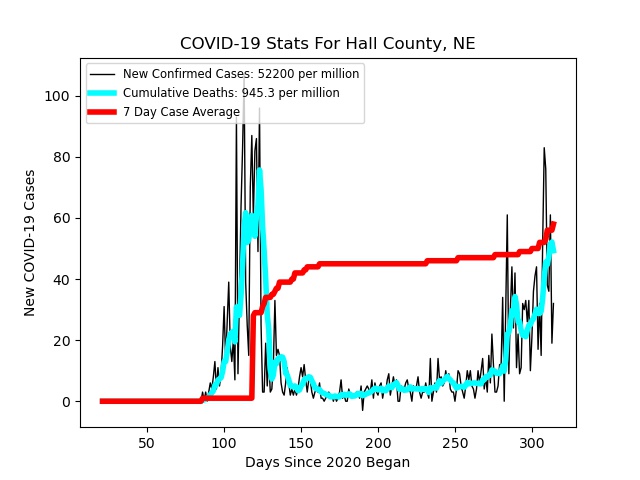 COVID-19 Stats For Hall County, NE
New Confirmed Cases: 52200 per million
Cumulative Deaths: 945.3 per million
7 Day Case Average
New COVID-19 Cases
100
80
60
40
20
0
50 100 150 200 250 300
Days Since 2020 Began